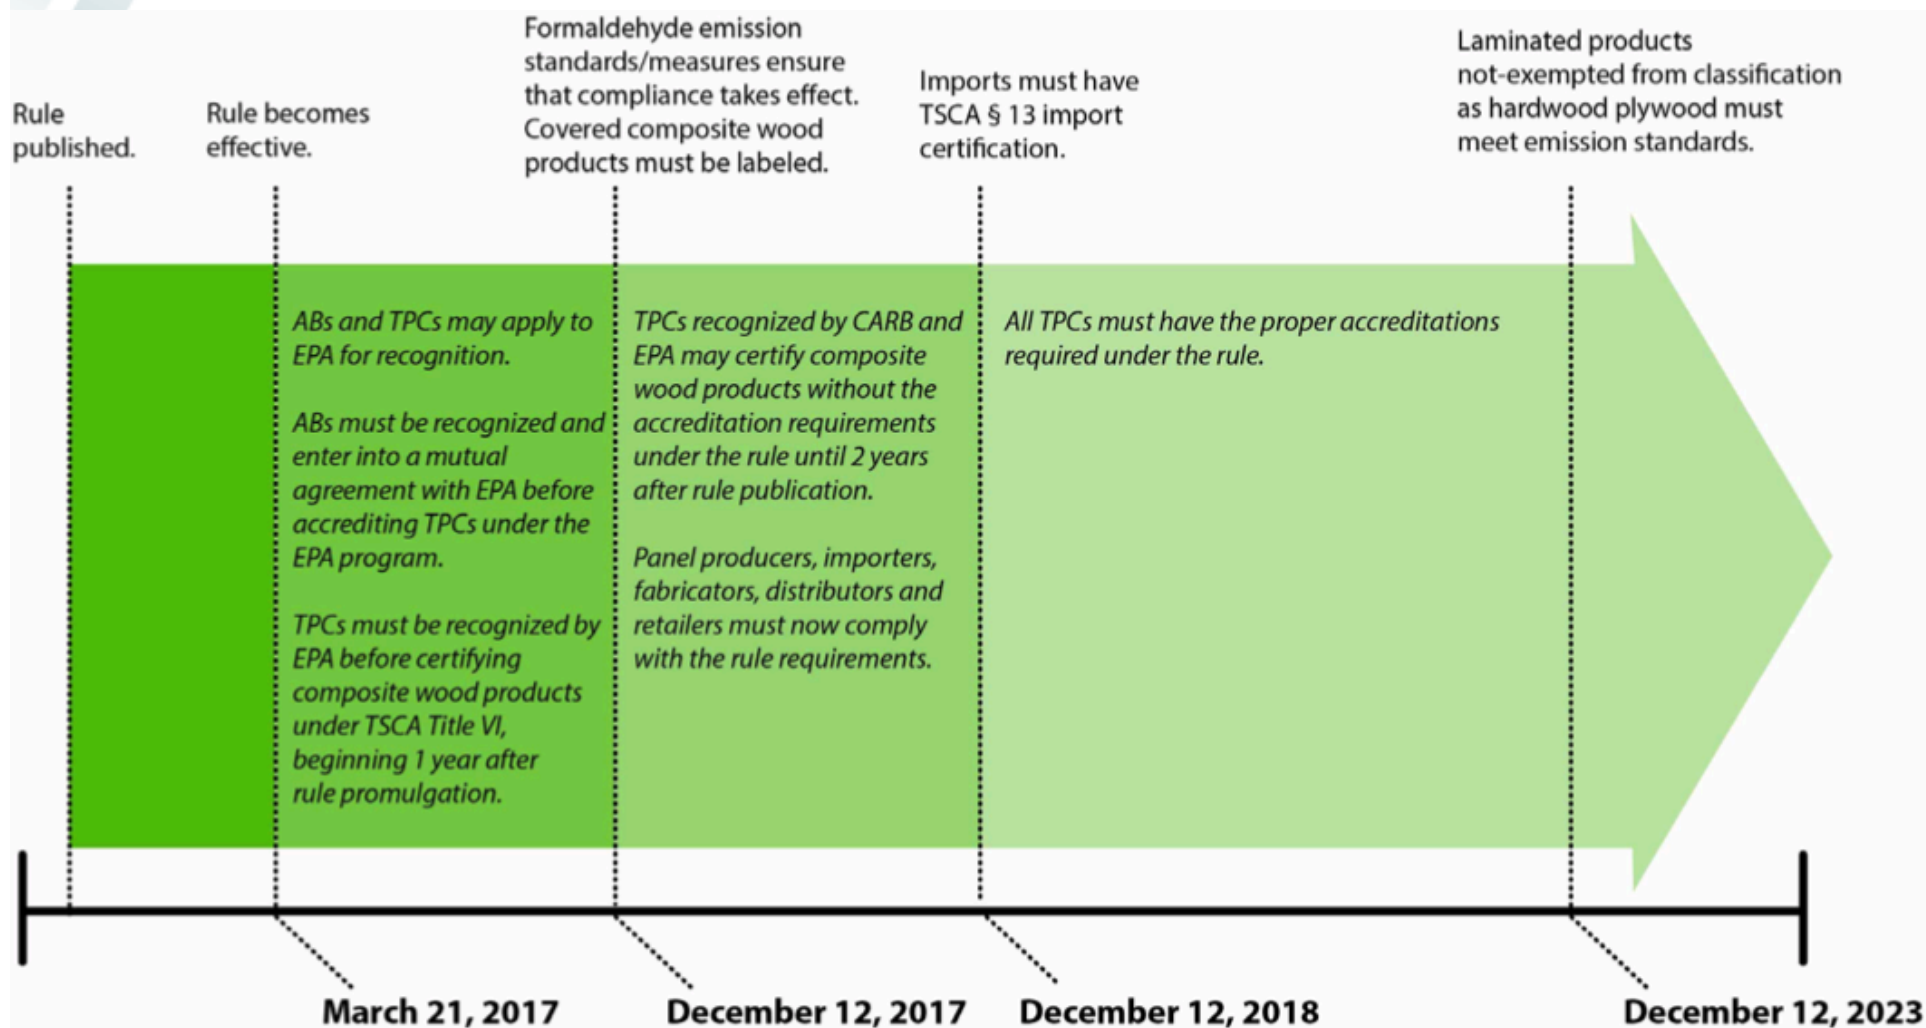 Rule
published.
Rule becomes
effective.
Formaldehyde emission
standards/measures ensure
that compliance takes effect.
Covered composite wood
products must be labeled.
Imports must have
TSCA § 13 import
certification.
Laminated products
not-exempted from classification
as hardwood plywood must
meet emission standards.
ABs and TPCs may apply to
EPA for recognition.
ABs must be recognized and
enter into a mutual
agreement with EPA before
accrediting TPCs under the
EPA program.
TPCs must be recognized by
EPA before certifying
composite wood products
under TSCA Title VI,
beginning 1 year after
rule promulgation.
TPCs recognized by CARB and
EPA may certify composite
wood products without the
accreditation requirements
under the rule until 2 years
after rule publication.
Panel producers, importers,
fabricators, distributors and
retailers must now comply
with the rule requirements.
All TPCs must have the proper accreditations
required under the rule.
March 21, 2017
December 12, 2017
December 12, 2018
December 12, 2023